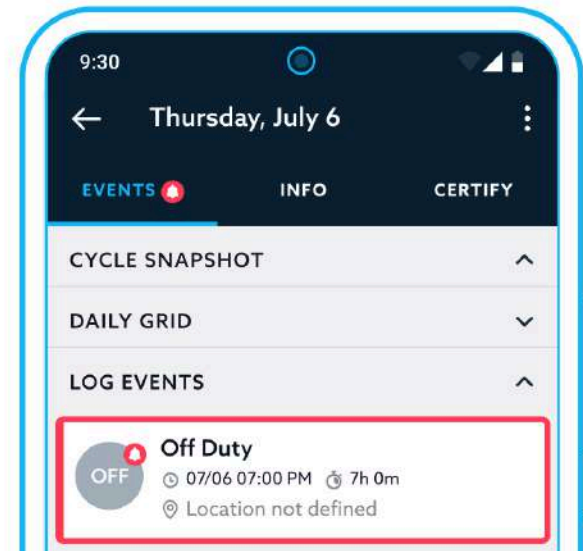 9:30
Thursday, July 6
EVENTS INFO CERTIFY
CYCLE SNAPSHOT
DAILY GRID
LOG EVENTS
OFF
Off Duty
07/06 07:00 PM 7h 0m
Location not defined